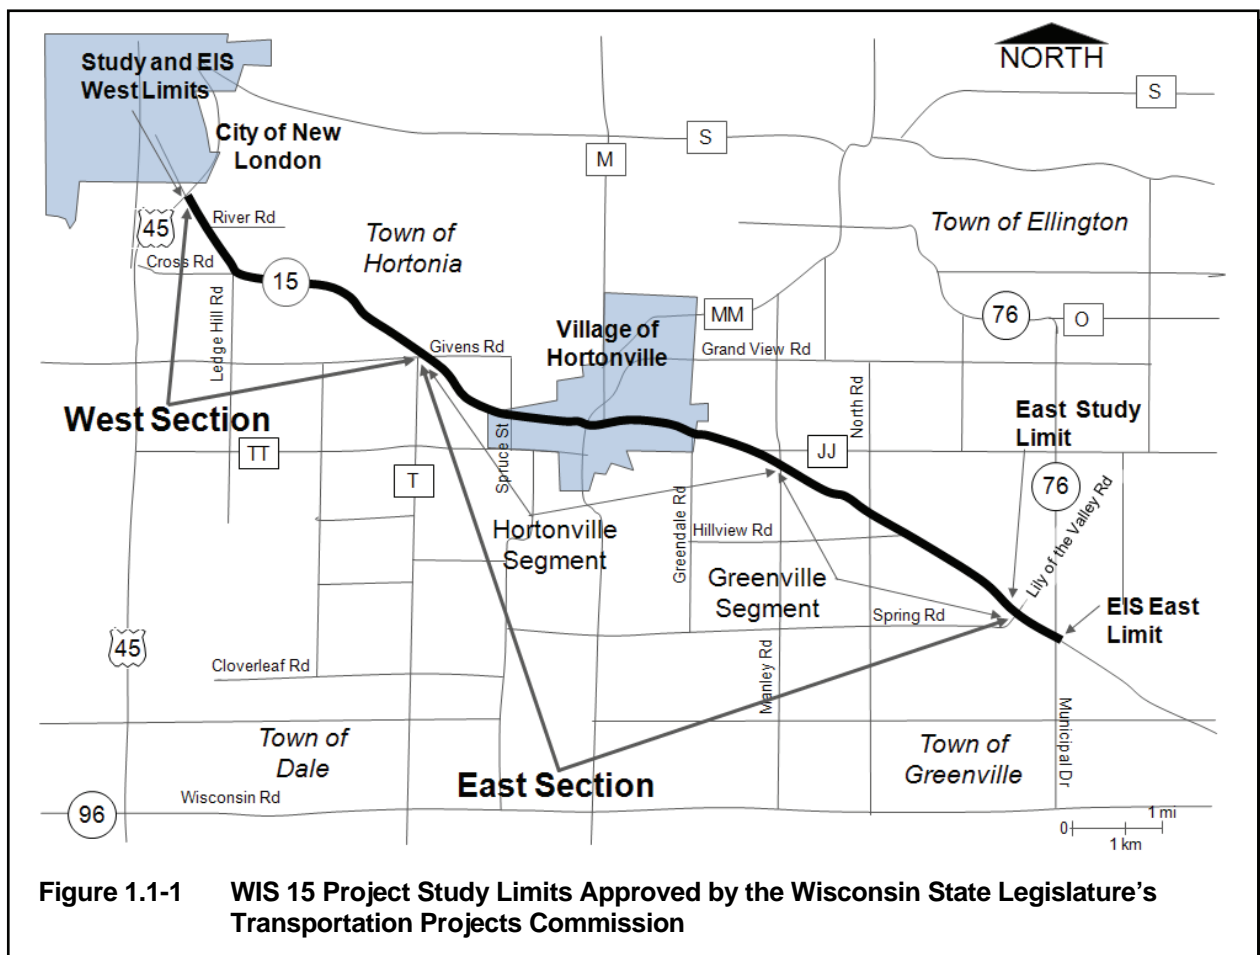 NORTH
Study and EIS
West Limits
S
S
City of New
London
M
45
River Rd
Town of
Hortonia
Town of Ellington
Cross Rd
15
Ledge Hill Rd
MM
76
O
Village of
Hortonville
Givens Rd
Grand View Rd
North Rd
West Section
East Study
Limit
Spruce St
TT
T
JJ
76
Lily of the Valley Rd
Hortonville
Segment
Greendale Rd
Hillview Rd
Greenville
Segment
Spring Rd
EIS East
Limit
45
Cloverleaf Rd
Manley Rd
Municipal Dr
Town of
Dale
East Section
Town of
Greenville
Wisconsin Rd
96
1 mi
0
1 km
Figure 1.1-1 WIS 15 Project Study Limits Approved by the Wisconsin State Legislature’s
Transportation Projects Commission